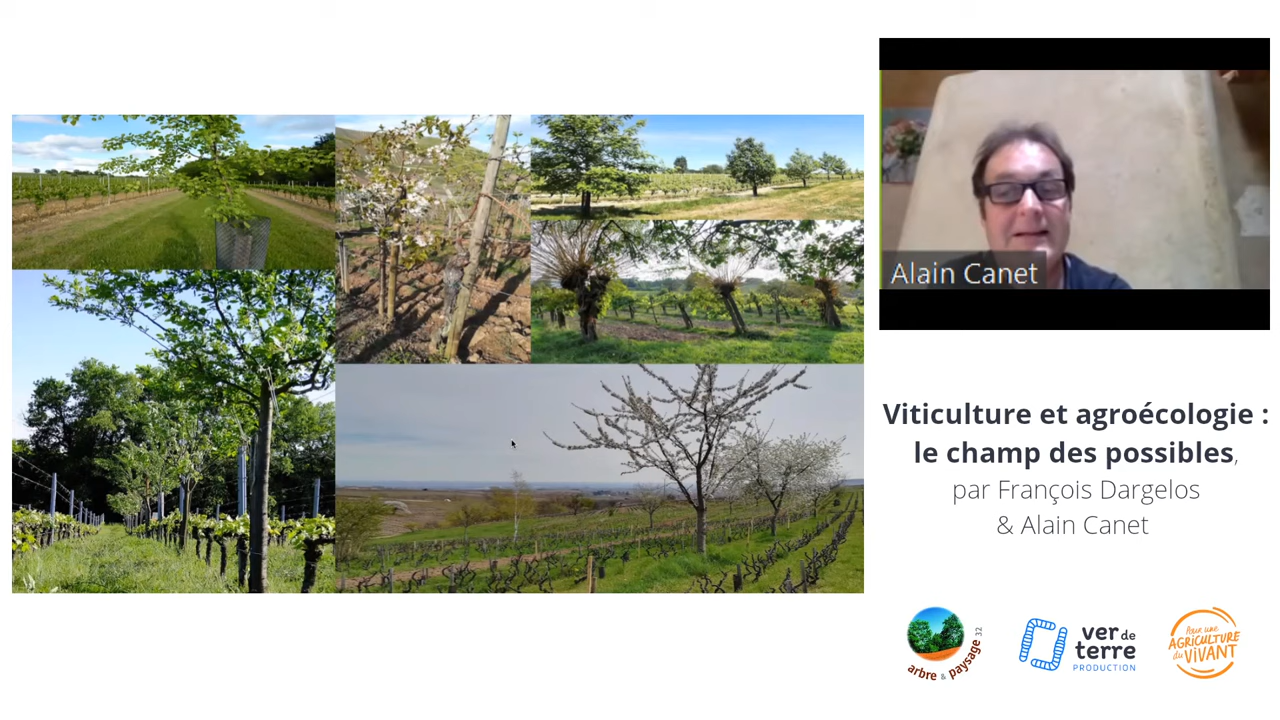 Alain Canet
Viticulture et agroécologie :
le champ des possibles,
par François Dargelos
& Alain Canet
arbre & paysage 32
ver de
terre
PRODUCTION
Pour une
AGRICULTURE
du VIVANT